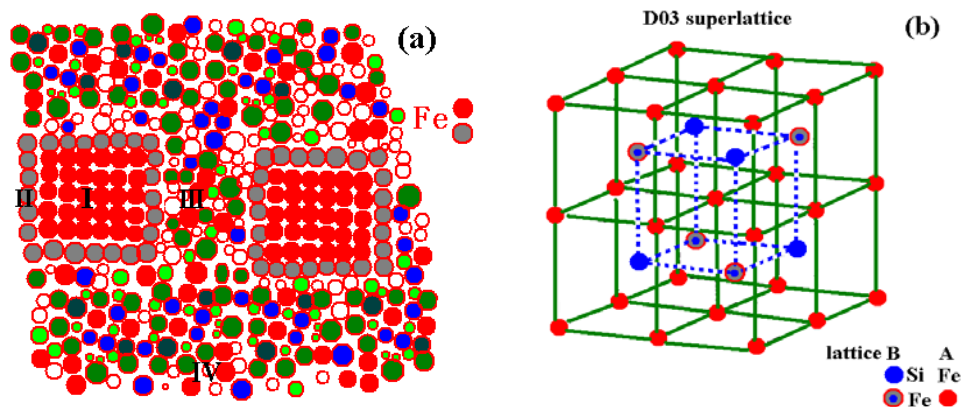 (a)
Fe
II
I
III
IV
D03 superlattice
(b)
lattice B A
Si Fe
Fe